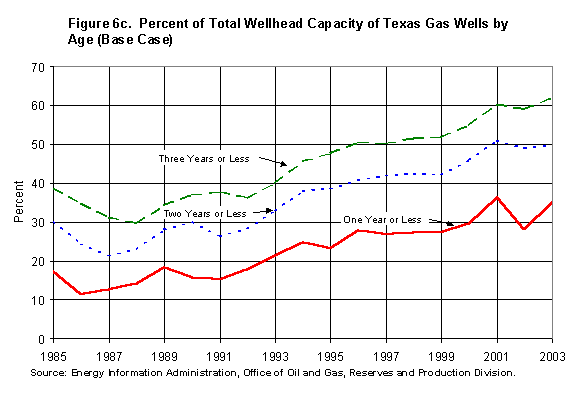 Figure 6c. Percent of Total Wellhead Capacity of Texas Gas Wells by
Age (Base Case)
70
60
50
40
30
20
10
0
Percent
Three Years or Less
Two Years or Less
One Year or Less
1985 1987 1989 1991 1993 1995 1997 1999 2001 2003
Source: Energy Information Administration, Office of Oil and Gas, Reserves and Production Division.